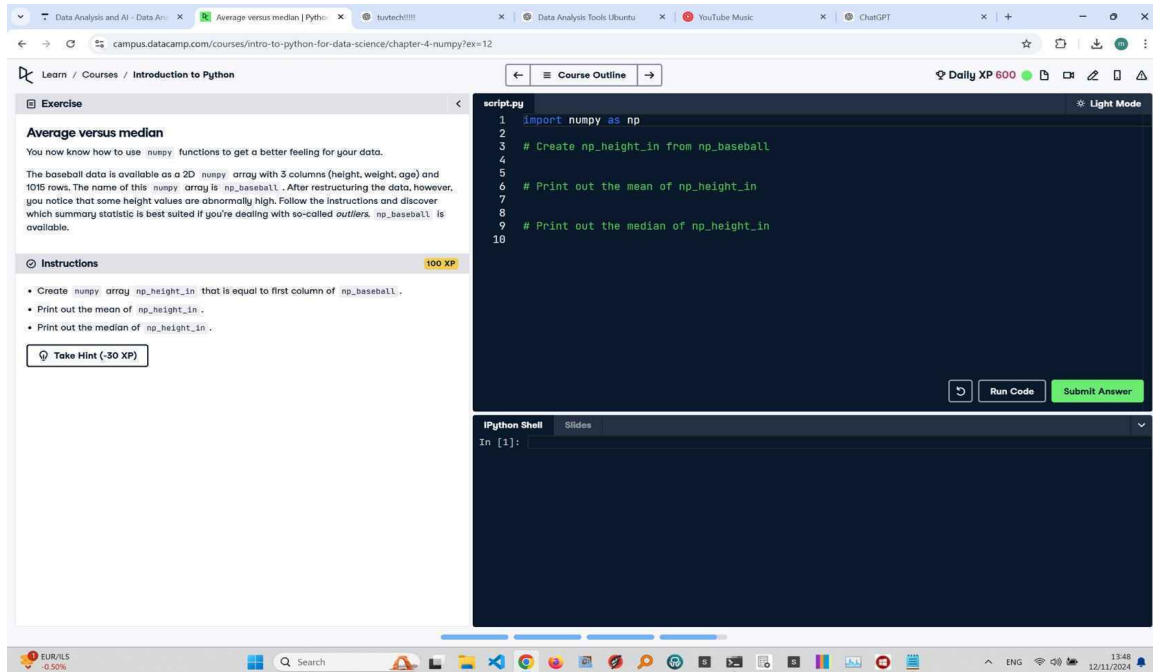 Data Analysis and AI - Data Ana
Average versus median | Pytho
tuvtech!!!!!
Data Analysis Tools Ubuntu
YouTube Music
ChatGPT
campus.datacamp.com/courses/intro-to-python-for-data-science/chapter-4-numpy?ex=12
Learn / Courses / Introduction to Python
Course Outline
Daily XP 600
Exercise
Average versus median
You now know how to use numpy functions to get a better feeling for your data.
The baseball data is available as a 2D numpy array with 3 columns (height, weight, age) and
1015 rows. The name of this numpy array is np_baseball . After restructuring the data, however,
you notice that some height values are abnormally high. Follow the instructions and discover
which summary statistic is best suited if you're dealing with so-called outliers. np_baseball is
available.
Instructions
100 XP
• Create numpy array np_height_in that is equal to first column of np_baseball .
• Print out the mean of np_height_in .
• Print out the median of np_height_in .
Take Hint (-30 XP)
script.py
Light Mode
1 import numpy as np
2
3 # Create np_height_in from np_baseball
4
5
6 # Print out the mean of np_height_in
7
8
9 # Print out the median of np_height_in
10
Run Code
Submit Answer
IPython Shell
Slides
In [1]:
EUR/ILS
-0.50%
Search
ENG
13:48
12/11/2024